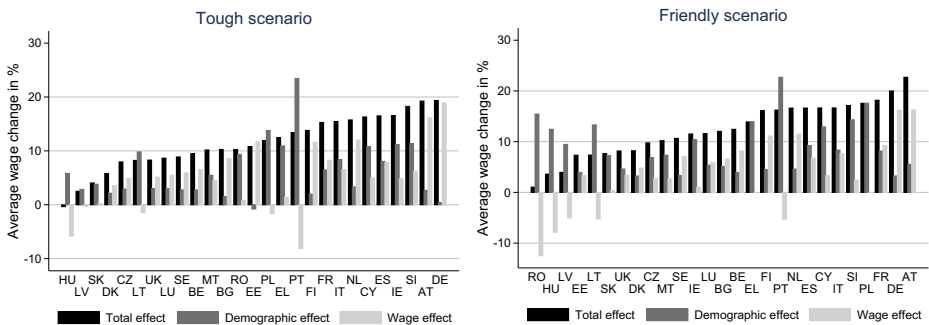 Tough scenario
Average wage change in %
30
20
10
0
-10
HU SK CZ UK SE MT RO PL PT FR NL ES SI DE
LV DK LT LU BE BG EE EL FI IT CY IE AT
Total effect Demographic effect Wage effect
Friendly scenario
Average wage change in %
30
20
10
0
-10
RO LV LT UK CZ SE LU BE FI NL CY SI FR AT
HU EE SK DK MT IE BG EL PT ES IT PL DE
Total effect Demographic effect Wage effect